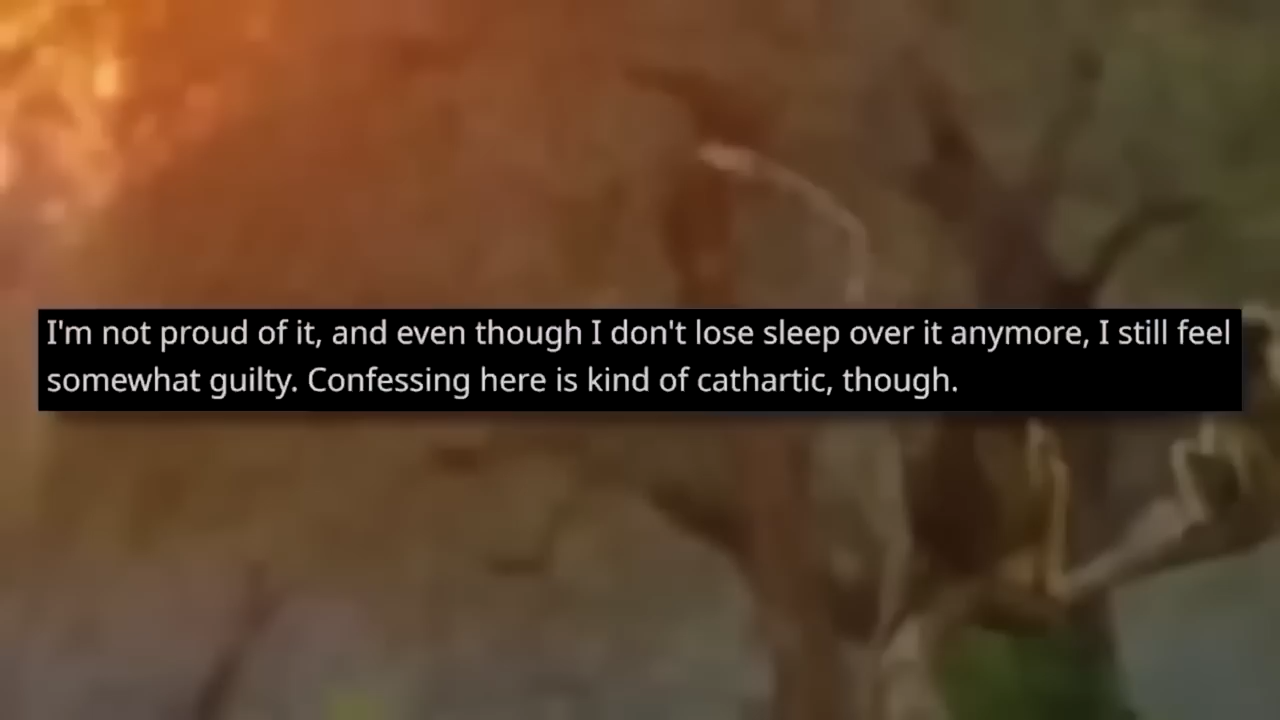 I'm not proud of it, and even though I don't lose sleep over it anymore, I still feel
somewhat guilty. Confessing here is kind of cathartic, though.